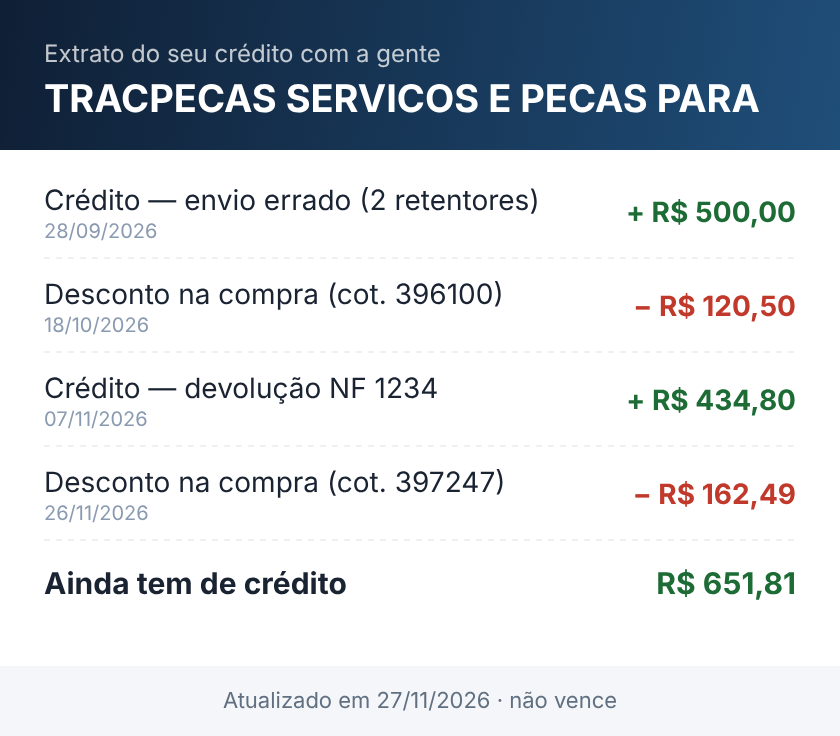 Extrato do seu crédito com a gente
TRACPECAS SERVICOS E PECAS PARA
Crédito — envio errado (2 retentores)
+ R$ 500,00
28/09/2026
Desconto na compra (cot. 396100)
− R$ 120,50
18/10/2026
Crédito — devolução NF 1234
+ R$ 434,80
07/11/2026
Desconto na compra (cot. 397247)
− R$ 162,49
26/11/2026
Ainda tem de crédito
R$ 651,81
Atualizado em 27/11/2026 · não vence